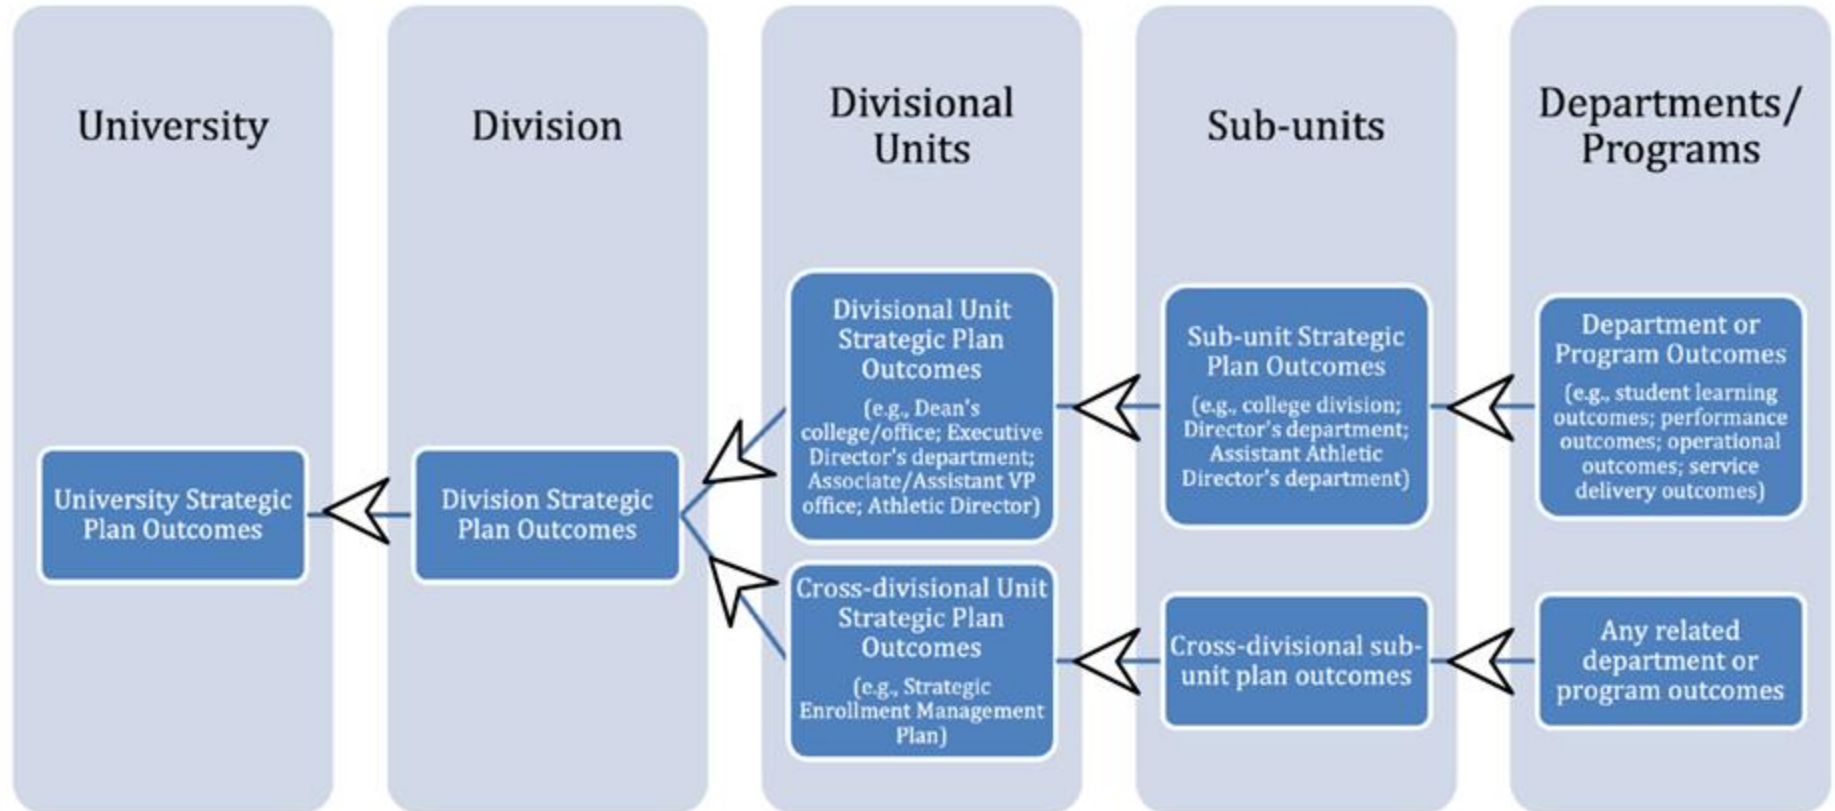 University
Division
Divisional
Units
Sub-units
Departments/
Programs
University Strategic
Plan Outcomes
Division Strategic
Plan Outcomes
Divisional Unit
Strategic Plan
Outcomes
(e.g., Dean's
college/office; Executive
Director's department;
Associate/Assistant VP
office; Athletic Director)
Sub-unit Strategic
Plan Outcomes
(e.g., college division;
Director's department;
Assistant Athletic
Director's department)
Department or
Program Outcomes
(e.g., student learning
outcomes; performance
outcomes; operational
outcomes; service
delivery outcomes)
Cross-divisional Unit
Strategic Plan
Outcomes
(e.g., Strategic
Enrollment Management
Plan)
Cross-divisional sub-
unit plan outcomes
Any related
department or
program outcomes